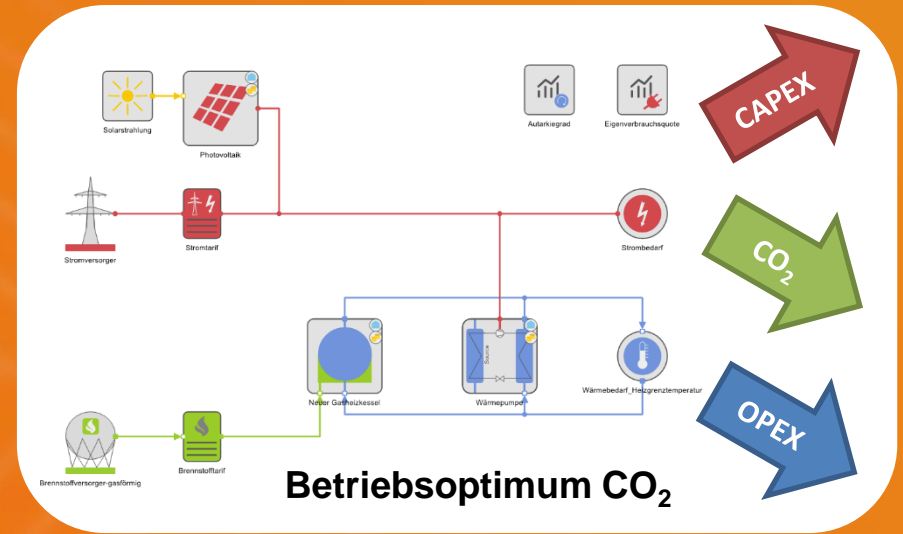 CAPEX
Solarstrahlung
Photovoltaik
Autarkiegrad
Eigenverbrauchsquote
Stromversorger
Stromtarif
Strombedarf
CO₂
Source
Neuer Gasheizkessel
Wärmepumpe
Wärmebedarf_Heizgrenztemperatur
OPEX
Brennstoffversorger-gasförmig
Brennstofftarif
Betriebsoptimum CO₂